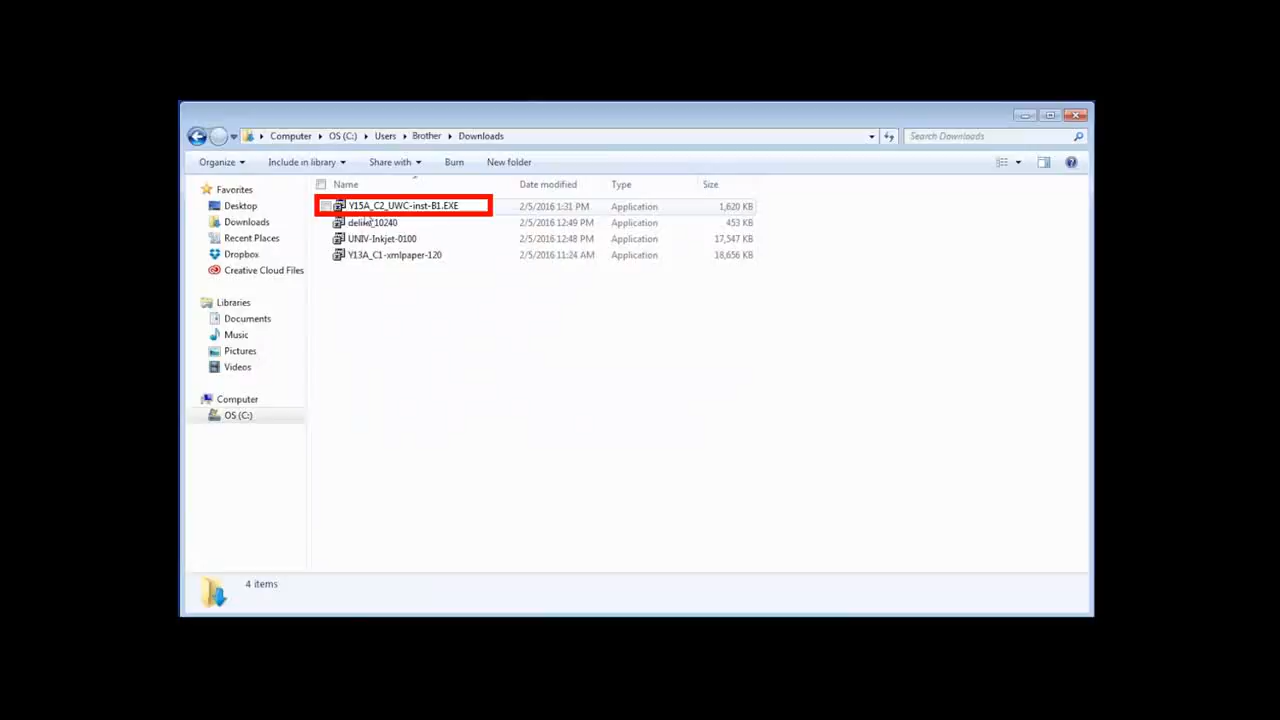 Computer OS (C:) Users Brother Downloads
Search Downloads
Organize Include in library Share with Burn New folder
Name Date modified Type Size
Favorites
Desktop
Downloads
Recent Places
Dropbox
Creative Cloud Files
Libraries
Documents
Music
Pictures
Videos
Computer
OS (C:)
Y15A_C2_UWC-inst-B1.EXE 2/5/2016 1:31 PM Application 1,620 KB
10240 2/5/2016 12:49 PM Application 453 KB
UNIV-Inkjet-0100 2/5/2016 12:48 PM Application 17,547 KB
Y13A_C1-xmlpaper-120 2/5/2016 11:24 AM Application 18,656 KB
4 items